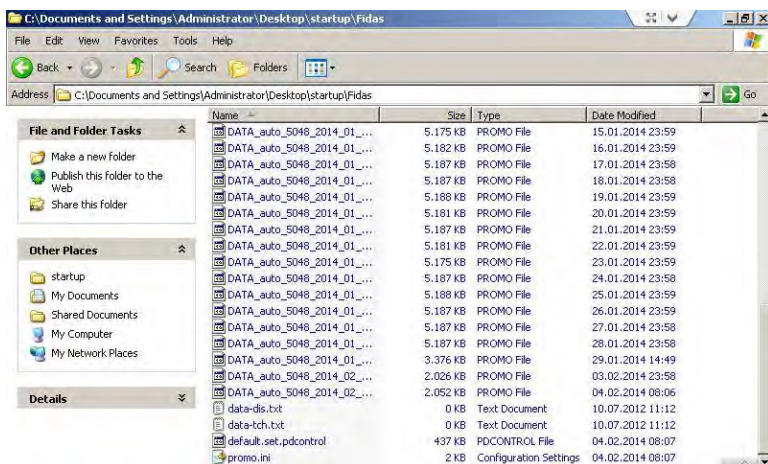 C:\Documents and Settings\Administrator\Desktop\startup\Fidas
File Edit View Favorites Tools Help
Back Search Folders
Address C:\Documents and Settings\Administrator\Desktop\startup\Fidas Go
File and Folder Tasks
Make a new folder
Publish this folder to the
Web
Share this folder
Other Places
startup
My Documents
Shared Documents
My Computer
My Network Places
Details
Name Size Type Date Modified
DATA_auto_5048_2014_01_... 5.175 KB PROMO File 15.01.2014 23:59
DATA_auto_5048_2014_01_... 5.182 KB PROMO File 16.01.2014 23:59
DATA_auto_5048_2014_01_... 5.187 KB PROMO File 17.01.2014 23:58
DATA_auto_5048_2014_01_... 5.187 KB PROMO File 18.01.2014 23:58
DATA_auto_5048_2014_01_... 5.188 KB PROMO File 19.01.2014 23:59
DATA_auto_5048_2014_01_... 5.181 KB PROMO File 20.01.2014 23:59
DATA_auto_5048_2014_01_... 5.187 KB PROMO File 21.01.2014 23:59
DATA_auto_5048_2014_01_... 5.181 KB PROMO File 22.01.2014 23:59
DATA_auto_5048_2014_01_... 5.175 KB PROMO File 23.01.2014 23:59
DATA_auto_5048_2014_01_... 5.187 KB PROMO File 24.01.2014 23:58
DATA_auto_5048_2014_01_... 5.188 KB PROMO File 25.01.2014 23:59
DATA_auto_5048_2014_01_... 5.187 KB PROMO File 26.01.2014 23:59
DATA_auto_5048_2014_01_... 5.187 KB PROMO File 27.01.2014 23:58
DATA_auto_5048_2014_01_... 5.187 KB PROMO File 28.01.2014 23:58
DATA_auto_5048_2014_01_... 3.376 KB PROMO File 29.01.2014 14:49
DATA_auto_5048_2014_02_... 2.026 KB PROMO File 03.02.2014 23:58
DATA_auto_5048_2014_02_... 2.052 KB PROMO File 04.02.2014 08:06
data-dis.txt 0 KB Text Document 10.07.2012 11:12
data-tch.txt 0 KB Text Document 10.07.2012 11:12
default.set.pdcontrol 437 KB PDCONTROL File 04.02.2014 08:07
promo.ini 2 KB Configuration Settings 04.02.2014 08:07